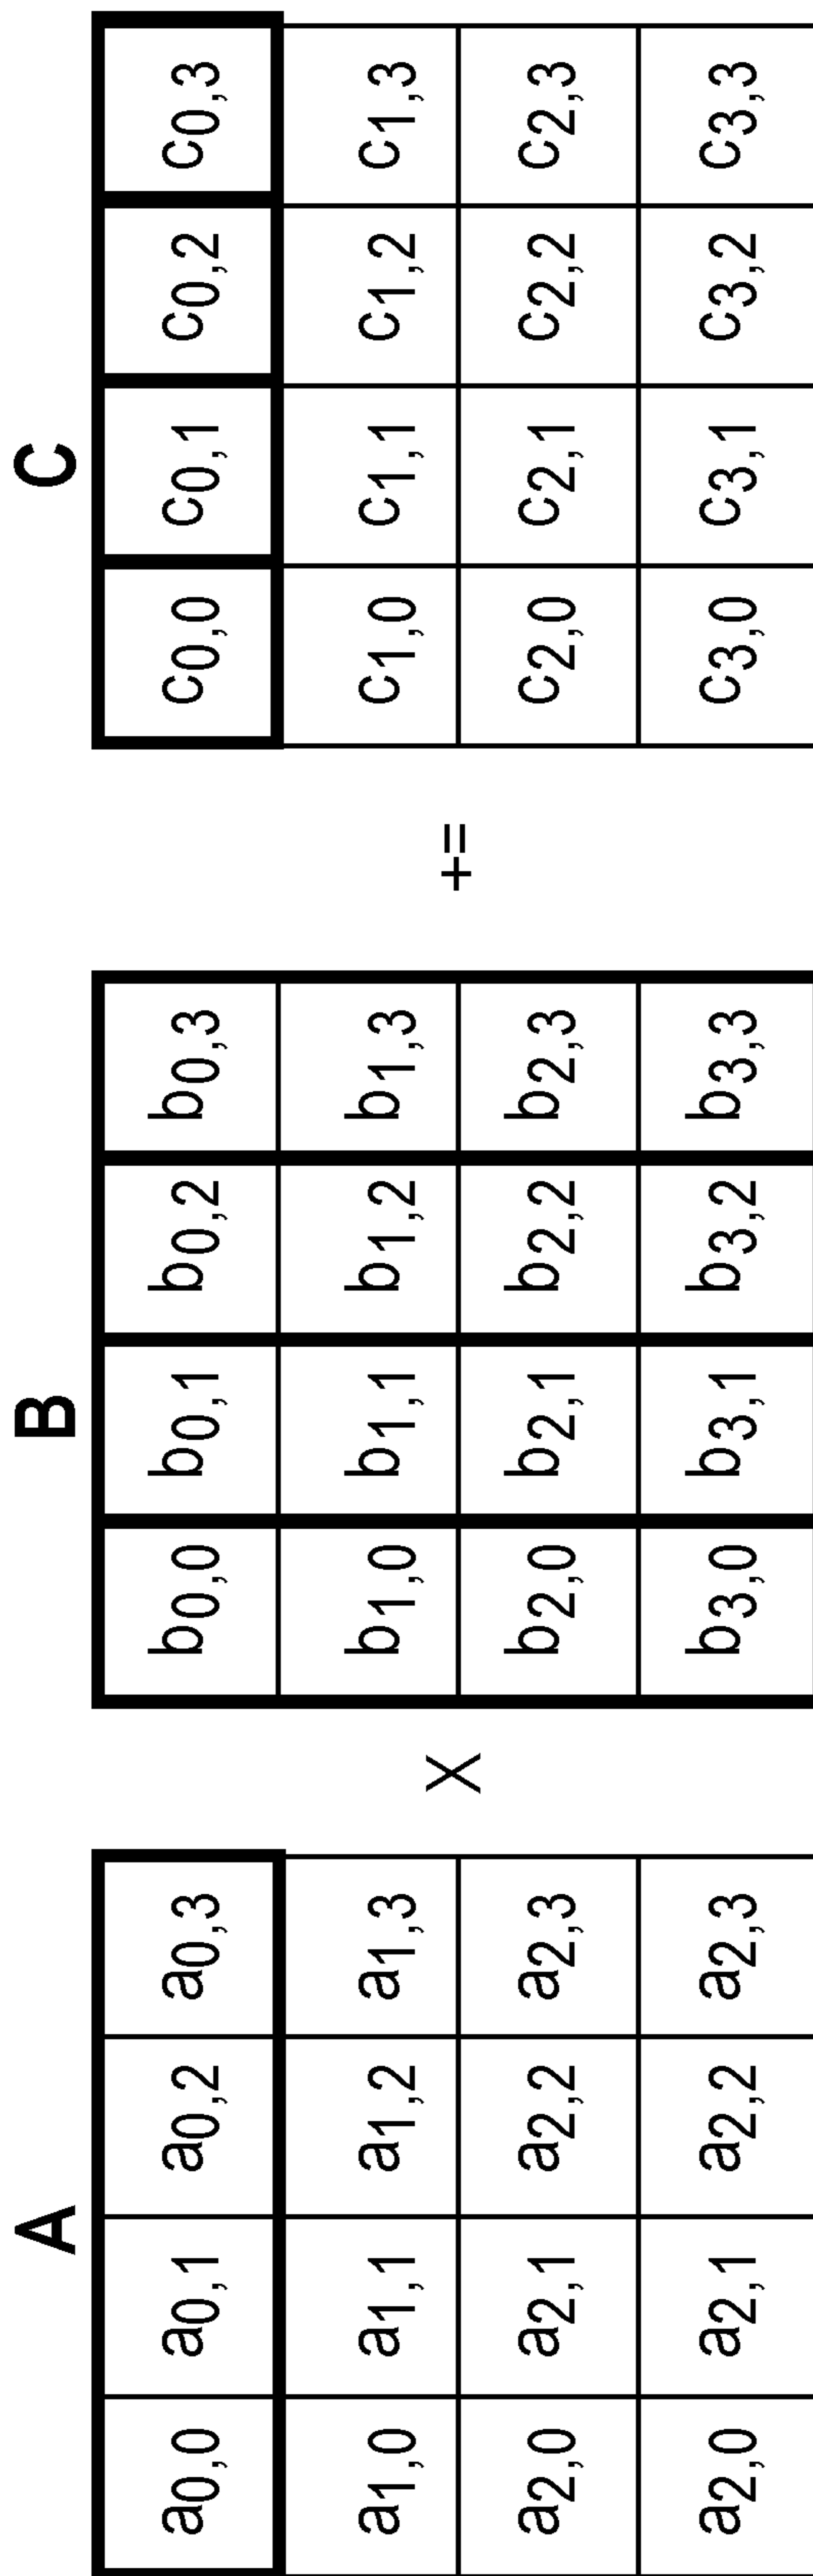 A B C
a0,0 a0,1 a0,2 a0,3 b0,0 b0,1 b0,2 b0,3 c0,0 c0,1 c0,2 c0,3
a1,0 a1,1 a1,2 a1,3 b1,0 b1,1 b1,2 b1,3 c1,0 c1,1 c1,2 c1,3
X +=
a2,0 a2,1 a2,2 a2,3 b2,0 b2,1 b2,2 b2,3 c2,0 c2,1 c2,2 c2,3
a2,0 a2,1 a2,2 a2,3 b3,0 b3,1 b3,2 b3,3 c3,0 c3,1 c3,2 c3,3